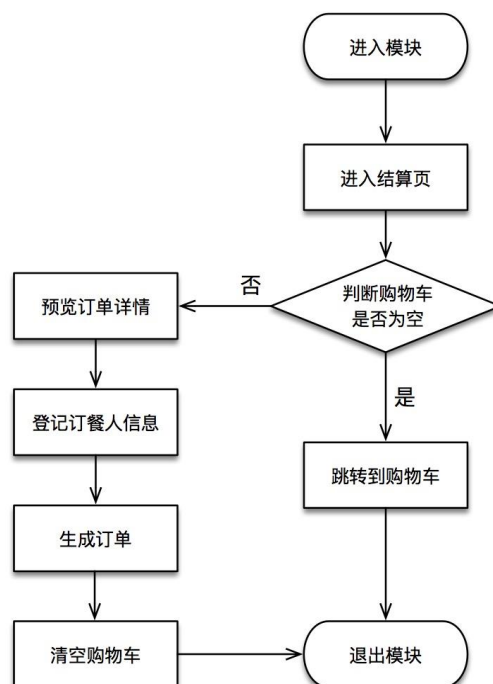 进入模块
进入结算页
判断购物车
是否为空
否
是
预览订单详情
登记订餐人信息
生成订单
清空购物车
跳转到购物车
退出模块